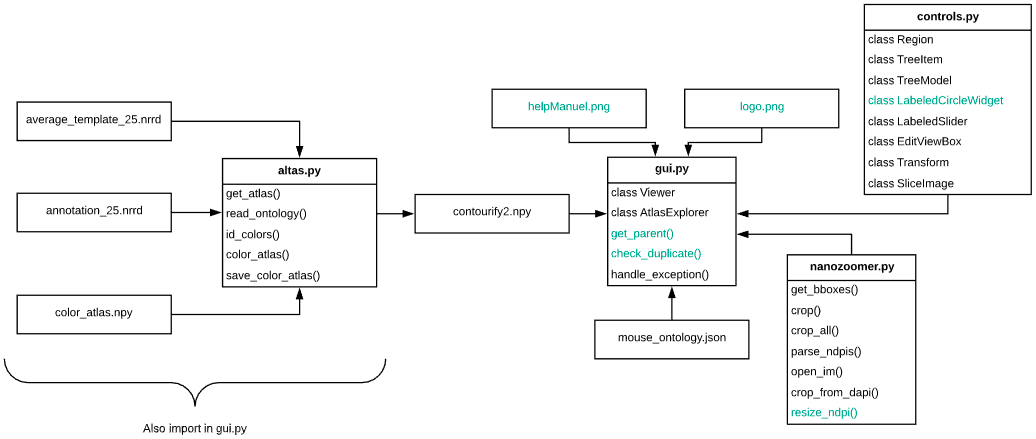 controls.py
class Region
class TreeItem
class TreeModel
class LabeledCircleWidget
class LabeledSlider
class EditViewBox
class Transform
class SliceImage
helpManuel.png
logo.png
average_template_25.nrrd
annotation_25.nrrd
color_atlas.npy
altas.py
get_atlas()
read_ontology()
id_colors()
color_atlas()
save_color_atlas()
contourify2.npy
gui.py
class Viewer
class AtlasExplorer
get_parent()
check_duplicate()
handle_exception()
mouse_ontology.json
nanozoomer.py
get_bboxes()
crop()
crop_all()
parse_ndpis()
open_im()
crop_from_dapi()
resize_ndpi()
Also import in gui.py